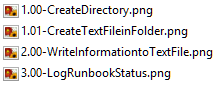 1.00-CreateDirectory.png
1.01-CreateTextFileinFolder.png
2.00-WriteInformationtoTextFile.png
3.00-LogRunbookStatus.png